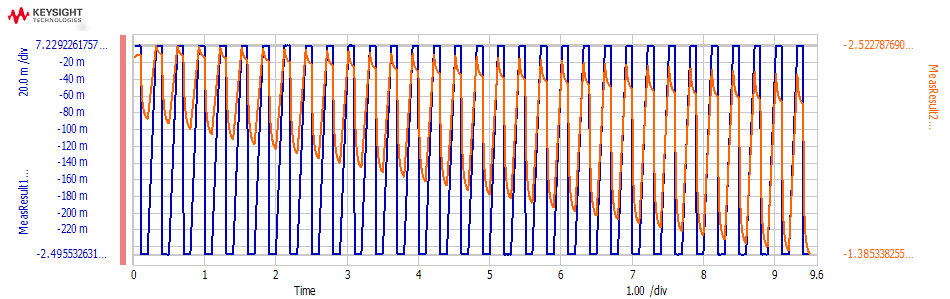 KEYSIGHT
TECHNOLOGIES
7.2292261757...
-2.522787690...
20.0 m /div
-20 m
-40 m
-60 m
-80 m
-100 m
-120 m
-140 m
-160 m
-180 m
-200 m
MeasResult1...
MeasResult2...
-2.495532631...
-1.385338255...
0 1 2 3 4 5 6 7 8 9 9.6
Time 1.00 /div